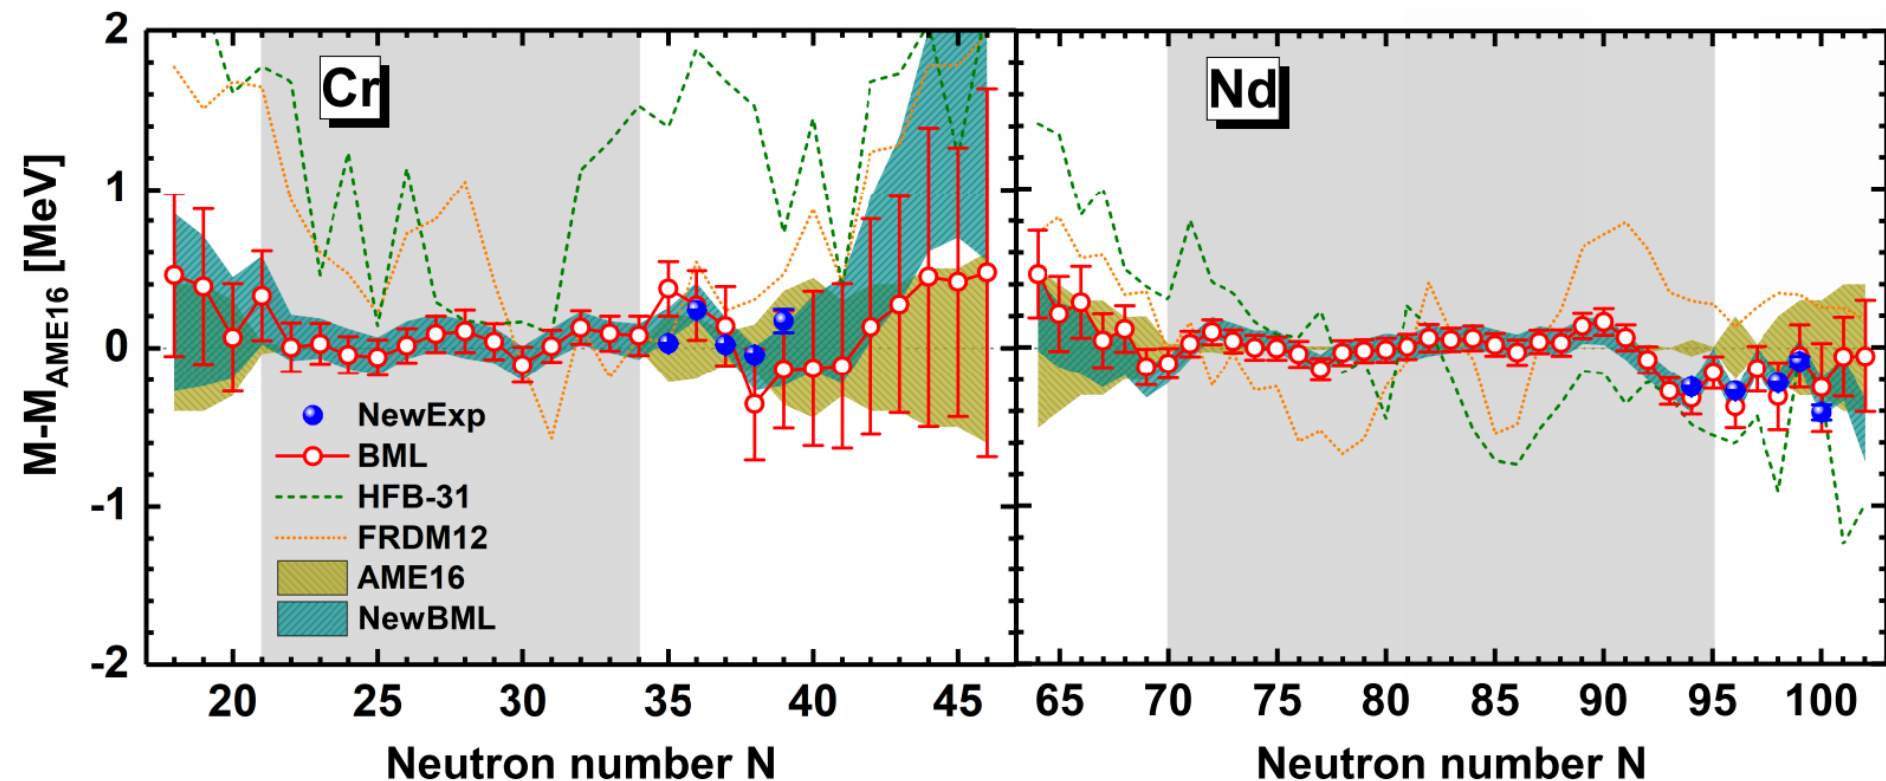 2
1
0
-1
-2
M-M_AME16 [MeV]
Cr
Nd
NewExp
BML
HFB-31
FRDM12
AME16
NewBML
20 25 30 35 40 45 65 70 75 80 85 90 95 100
Neutron number N Neutron number N